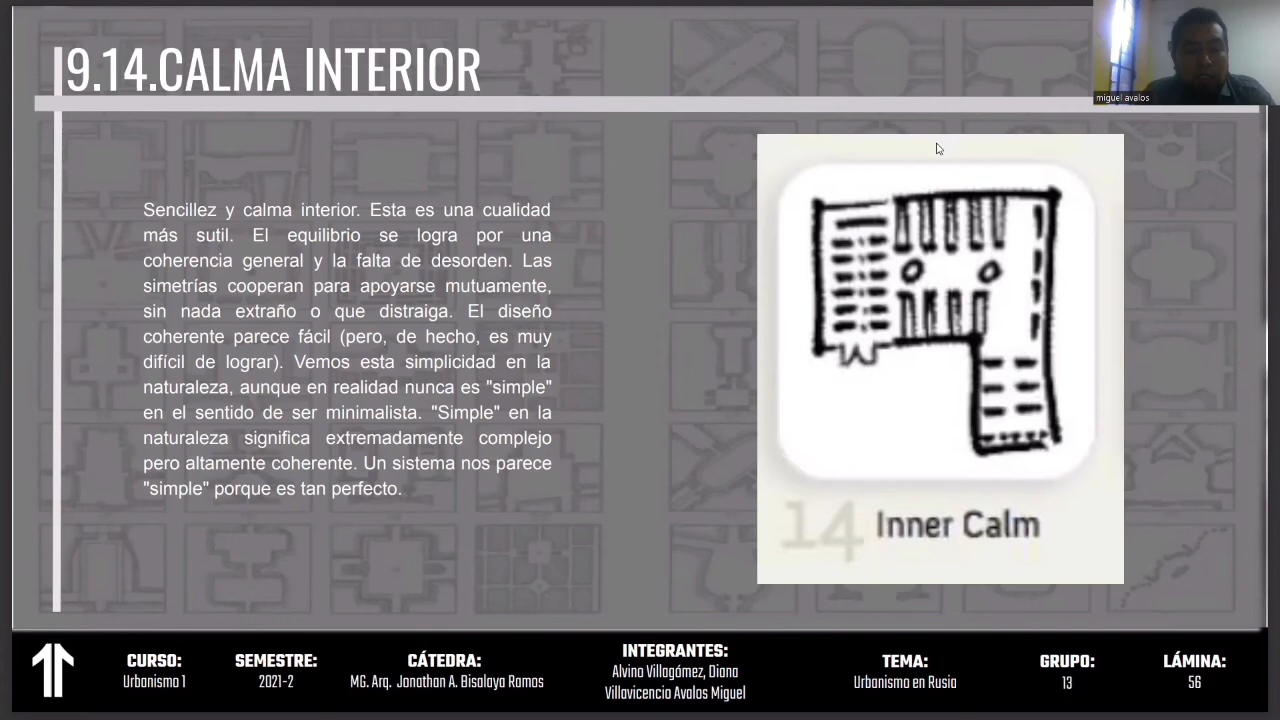 9.14.CALMA INTERIOR
miguel avalos
Sencillez y calma interior. Esta es una cualidad
más sutil. El equilibrio se logra por una
coherencia general y la falta de desorden. Las
simetrías cooperan para apoyarse mutuamente,
sin nada extraño o que distraiga. El diseño
coherente parece fácil (pero, de hecho, es muy
difícil de lograr). Vemos esta simplicidad en la
naturaleza, aunque en realidad nunca es "simple"
en el sentido de ser minimalista. "Simple" en la
naturaleza significa extremadamente complejo
pero altamente coherente. Un sistema nos parece
"simple" porque es tan perfecto.
14 Inner Calm
CURSO:
Urbanismo 1
SEMESTRE:
2021-2
CÁTEDRA:
MG. Arq. Jonathan A. Bisalaya Ramos
INTEGRANTES:
Alvino Villogómez, Diana
Villavicencio Avalos Miguel
TEMA:
Urbanismo en Rusia
GRUPO:
13
LÁMINA:
56